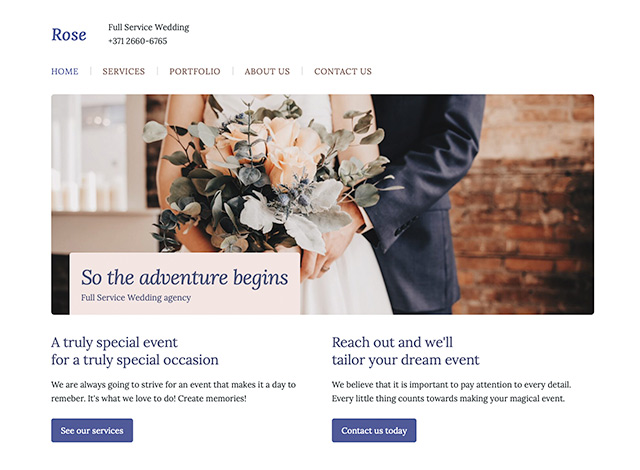 Rose
Full Service Wedding
+371 2660-6765
HOME
SERVICES
PORTFOLIO
ABOUT US
CONTACT US
So the adventure begins
Full Service Wedding agency
A truly special event
for a truly special occasion
We are always going to strive for an event that makes it a day to
remeber. It's what we love to do! Create memories!
See our services
Reach out and we'll
tailor your dream event
We believe that it is important to pay attention to every detail.
Every little thing counts towards making your magical event.
Contact us today